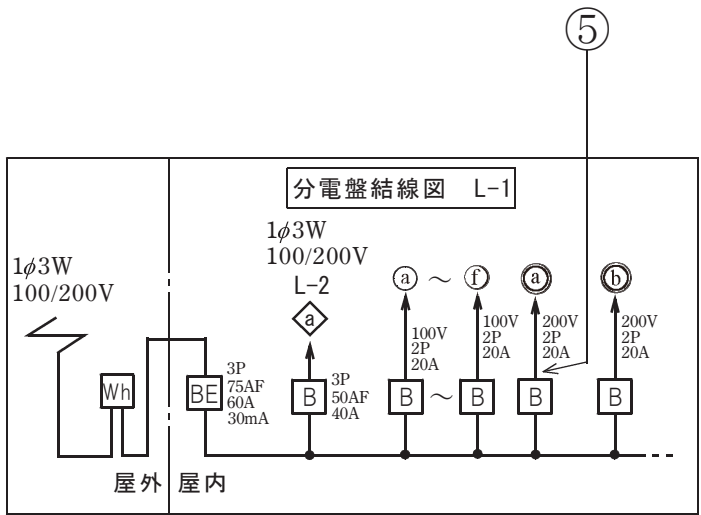 ⑤
分電盤結線図 L-1
1φ3W
100/200V
L-2
a
1φ3W
100/200V
ⓐ ～ ⓕ ⓐ ⓑ
100V
2P
20A
100V
2P
20A
200V
2P
20A
200V
2P
20A
Wh
BE
3P
75AF
60A
30mA
B
3P
50AF
40A
B ～ B B B
屋外 屋内